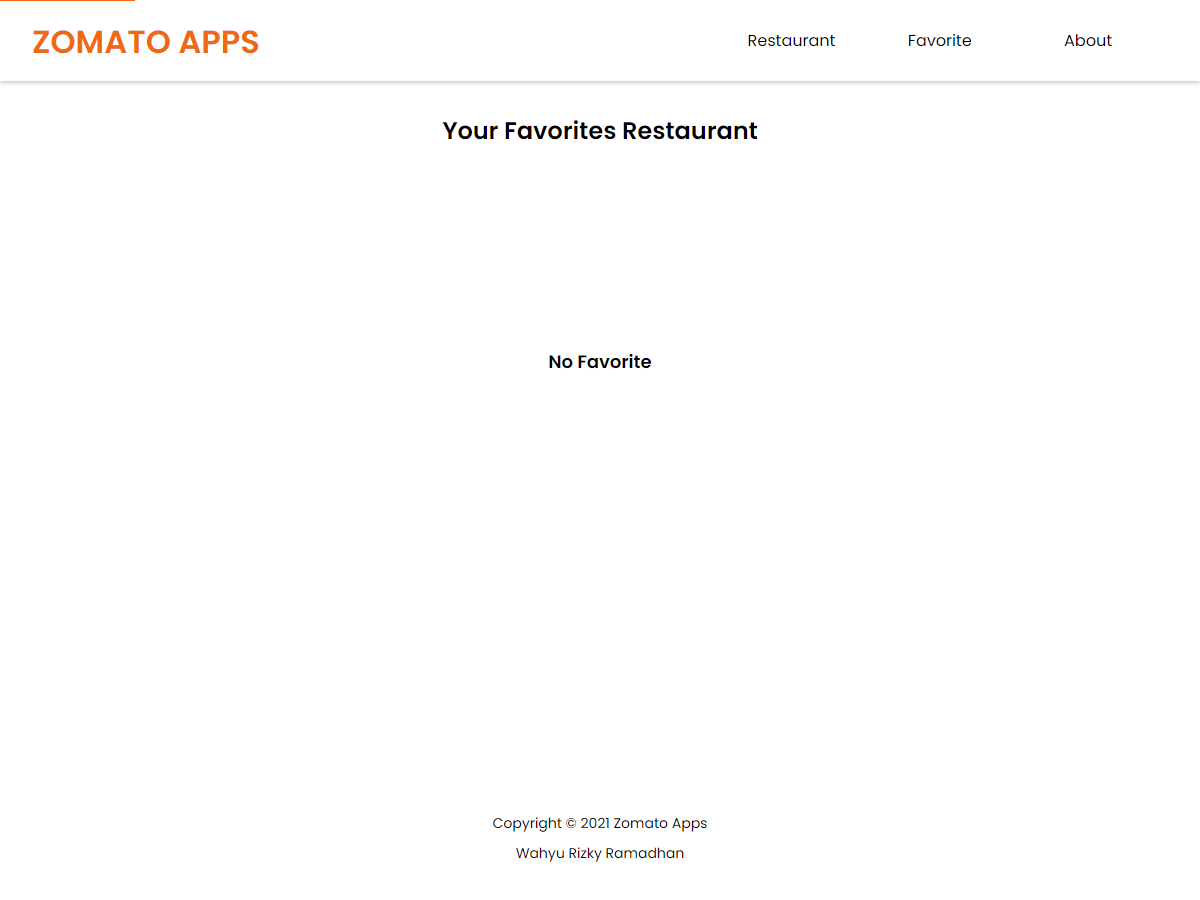 ZOMATO APPS
Restaurant
Favorite
About
Your Favorites Restaurant
No Favorite
Copyright © 2021 Zomato Apps
Wahyu Rizky Ramadhan